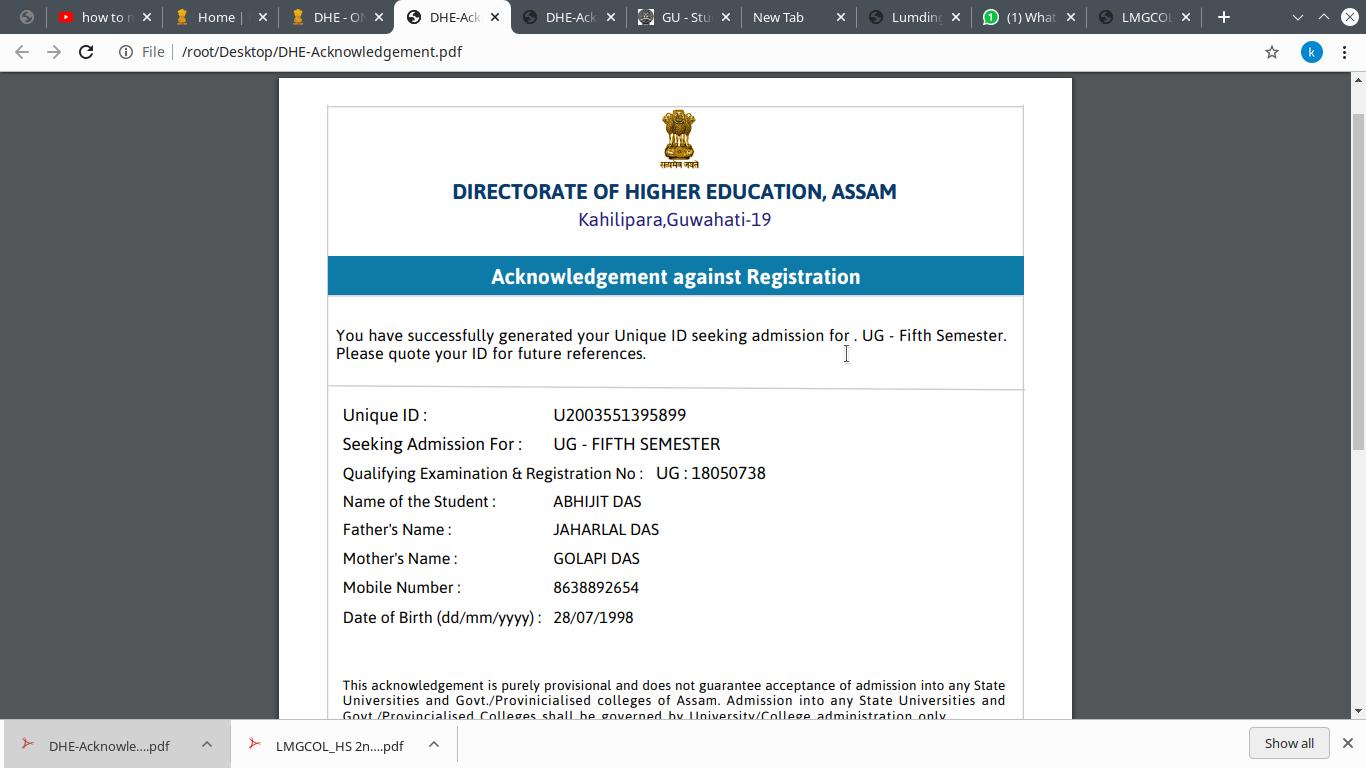 how to n
Home |
DHE - ON
DHE-Ack
DHE-Ack
GU - Stu
New Tab
Lumding
(1) What
LMGCOL
File
/root/Desktop/DHE-Acknowledgement.pdf
k
सत्यमेव जयते
DIRECTORATE OF HIGHER EDUCATION, ASSAM
Kahilipara,Guwahati-19
Acknowledgement against Registration
You have successfully generated your Unique ID seeking admission for . UG - Fifth Semester.
Please quote your ID for future references.
Unique ID : U2003551395899
Seeking Admission For : UG - FIFTH SEMESTER
Qualifying Examination & Registration No : UG : 18050738
Name of the Student : ABHIJIT DAS
Father's Name : JAHARLAL DAS
Mother's Name : GOLAPI DAS
Mobile Number : 8638892654
Date of Birth (dd/mm/yyyy) : 28/07/1998
This acknowledgement is purely provisional and does not guarantee acceptance of admission into any State
Universities and Govt./Provinicialised colleges of Assam. Admission into any State Universities and
Govt./Provincialised Colleges shall be governed by University/College administration only.
DHE-Acknowle....pdf
LMGCOL_HS 2n....pdf
Show all